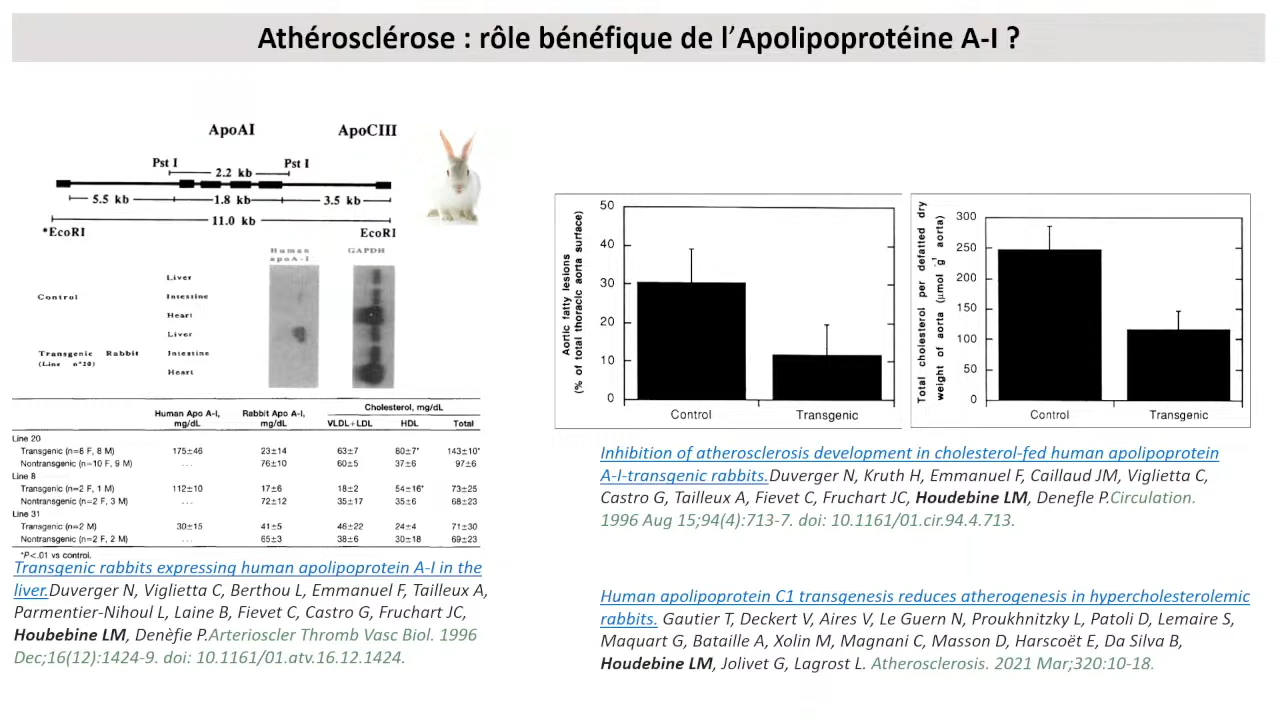 Athérosclérose : rôle bénéfique de l’Apolipoprotéine A-I ?
ApoAI ApoCIII
Pst I Pst I
2.2 kb
5.5 kb 1.8 kb 3.5 kb
11.0 kb
*EcoRI EcoRI
Human apoA-I GAPDH
Liver
Control Intestine
Heart
Liver
Transgenic Rabbit Intestine
(Line n°20)
Heart
Cholesterol, mg/dL
Human Apo A-I, mg/dL Rabbit Apo A-I, mg/dL VLDL+LDL HDL Total
Line 20
Transgenic (n=6 F, 8 M) 175±46 23±14 63±7 80±7* 143±10*
Nontransgenic (n=10 F, 9 M) ... 76±10 60±5 37±6 97±6
Line 8
Transgenic (n=2 F, 1 M) 112±10 17±6 18±2 54±16* 73±25
Nontransgenic (n=2 F, 3 M) ... 72±12 35±17 35±6 68±23
Line 31
Transgenic (n=2 M) 30±15 41±5 46±22 24±4 71±30
Nontransgenic (n=2 F, 2 M) ... 65±3 38±6 30±18 69±23
*P<.01 vs control.
Transgenic rabbits expressing human apolipoprotein A-I in the
liver.Duverger N, Viglietta C, Berthou L, Emmanuel F, Tailleux A,
Parmentier-Nihoul L, Laine B, Fievet C, Castro G, Fruchart JC,
Houbebine LM, Denèfie P.Arterioscler Thromb Vasc Biol. 1996
Dec;16(12):1424-9. doi: 10.1161/01.atv.16.12.1424.
Aortic fatty lesions
(% of total thoracic aorta surface)
50
40
30
20
10
0
Control Transgenic
Total cholesterol per defatted dry
weight of aorta (µmol g-1 aorta)
300
250
200
150
100
50
0
Control Transgenic
Inhibition of atherosclerosis development in cholesterol-fed human apolipoprotein
A-I-transgenic rabbits.Duverger N, Kruth H, Emmanuel F, Caillaud JM, Viglietta C,
Castro G, Tailleux A, Fievet C, Fruchart JC, Houdebine LM, Denefle P.Circulation.
1996 Aug 15;94(4):713-7. doi: 10.1161/01.cir.94.4.713.
Human apolipoprotein C1 transgenesis reduces atherogenesis in hypercholesterolemic
rabbits. Gautier T, Deckert V, Aires V, Le Guern N, Proukhnitzky L, Patoli D, Lemaire S,
Maquart G, Bataille A, Xolin M, Magnani C, Masson D, Harscoët E, Da Silva B,
Houdebine LM, Jolivet G, Lagrost L. Atherosclerosis. 2021 Mar;320:10-18.